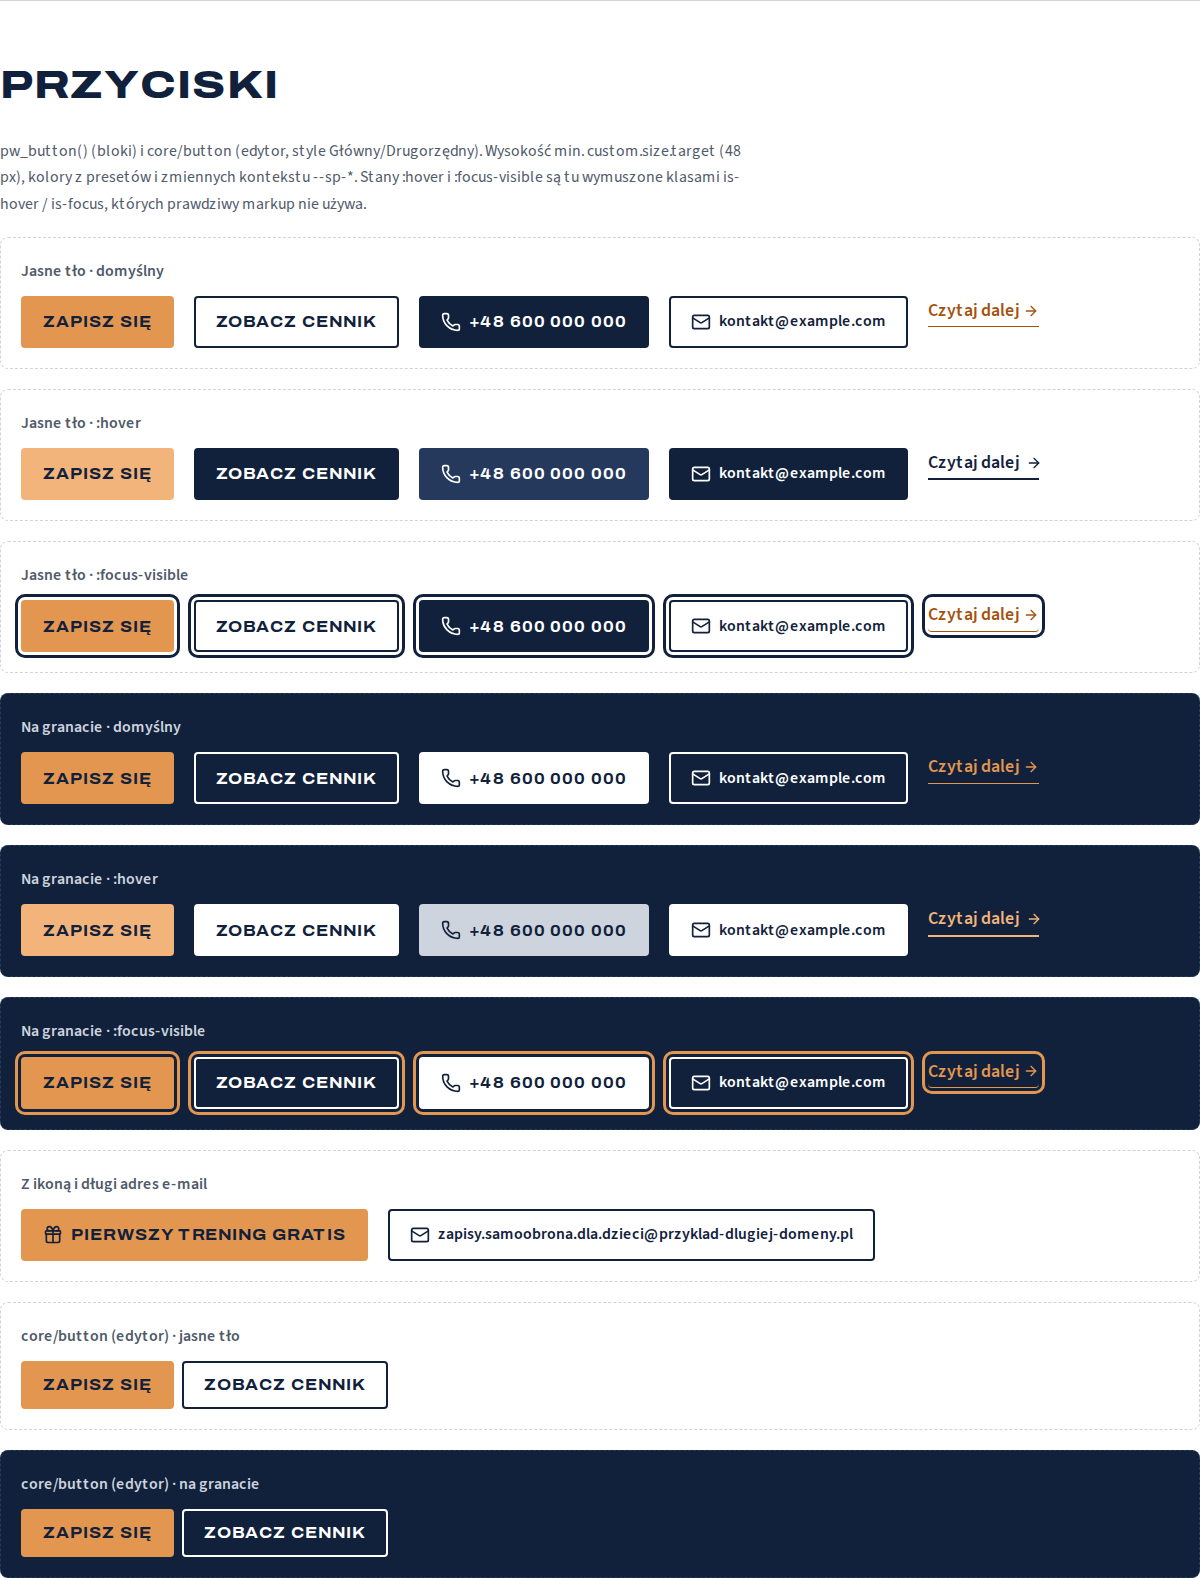 PRZYCISKI
pw_button() (bloki) i core/button (edytor, style Główny/Drugorzędny). Wysokość min. custom.size.target (48
px), kolory z presetów i zmiennych kontekstu --sp-*. Stany :hover i :focus-visible są tu wymuszone klasami is-
hover / is-focus, których prawdziwy markup nie używa.
Jasne tło · domyślny
ZAPISZ SIĘ ZOBACZ CENNIK +48 600 000 000 kontakt@example.com Czytaj dalej →
Jasne tło · :hover
ZAPISZ SIĘ ZOBACZ CENNIK +48 600 000 000 kontakt@example.com Czytaj dalej →
Jasne tło · :focus-visible
ZAPISZ SIĘ ZOBACZ CENNIK +48 600 000 000 kontakt@example.com Czytaj dalej →
Na granacie · domyślny
ZAPISZ SIĘ ZOBACZ CENNIK +48 600 000 000 kontakt@example.com Czytaj dalej →
Na granacie · :hover
ZAPISZ SIĘ ZOBACZ CENNIK +48 600 000 000 kontakt@example.com Czytaj dalej →
Na granacie · :focus-visible
ZAPISZ SIĘ ZOBACZ CENNIK +48 600 000 000 kontakt@example.com Czytaj dalej →
Z ikoną i długi adres e-mail
PIERWSZY TRENING GRATIS zapisy.samoobrona.dla.dzieci@przyklad-dlugiej-domeny.pl
core/button (edytor) · jasne tło
ZAPISZ SIĘ ZOBACZ CENNIK
core/button (edytor) · na granacie
ZAPISZ SIĘ ZOBACZ CENNIK